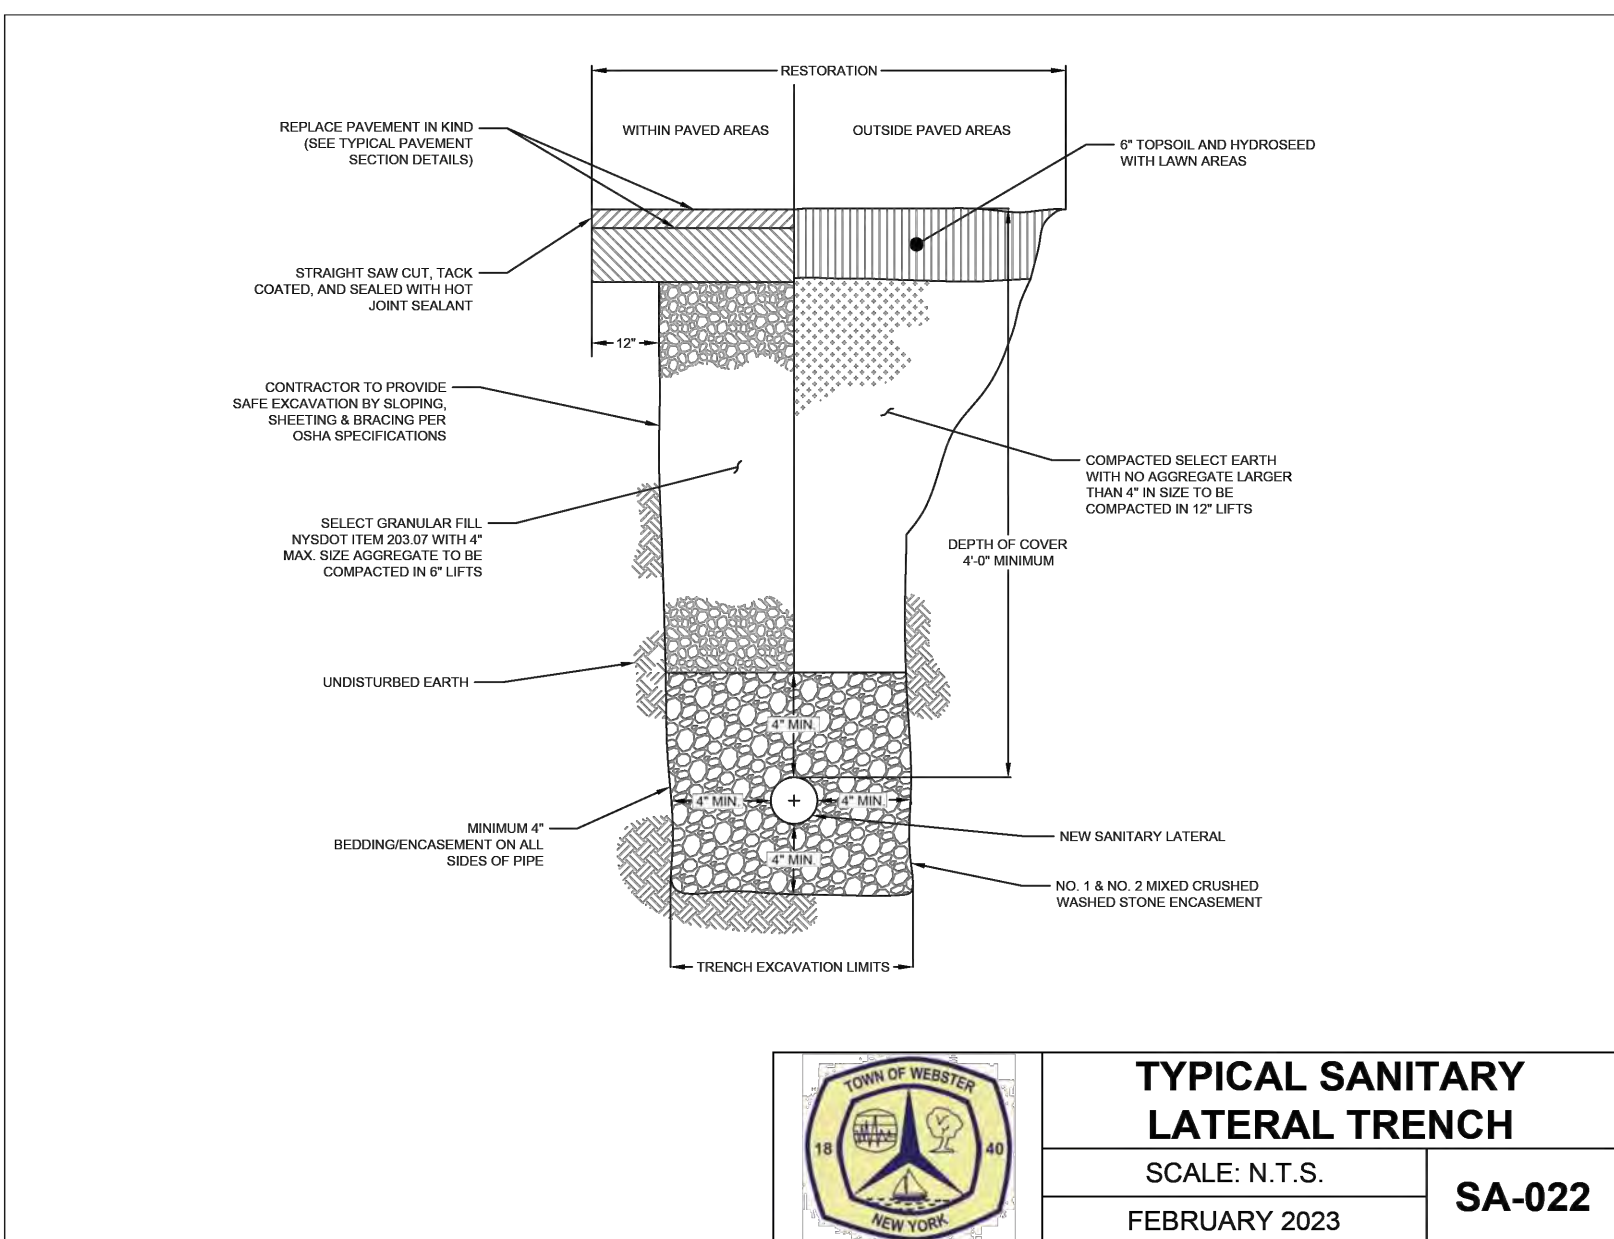 RESTORATION
WITHIN PAVED AREAS
OUTSIDE PAVED AREAS
REPLACE PAVEMENT IN KIND
(SEE TYPICAL PAVEMENT
SECTION DETAILS)
6" TOPSOIL AND HYDROSEED
WITH LAWN AREAS
STRAIGHT SAW CUT, TACK
COATED, AND SEALED WITH HOT
JOINT SEALANT
12"
CONTRACTOR TO PROVIDE
SAFE EXCAVATION BY SLOPING,
SHEETING & BRACING PER
OSHA SPECIFICATIONS
COMPACTED SELECT EARTH
WITH NO AGGREGATE LARGER
THAN 4" IN SIZE TO BE
COMPACTED IN 12" LIFTS
SELECT GRANULAR FILL
NYSDOT ITEM 203.07 WITH 4"
MAX. SIZE AGGREGATE TO BE
COMPACTED IN 6" LIFTS
DEPTH OF COVER
4'-0" MINIMUM
UNDISTURBED EARTH
4" MIN.
4" MIN.
4" MIN.
4" MIN.
MINIMUM 4"
BEDDING/ENCASEMENT ON ALL
SIDES OF PIPE
NEW SANITARY LATERAL
NO. 1 & NO. 2 MIXED CRUSHED
WASHED STONE ENCASEMENT
TRENCH EXCAVATION LIMITS
TOWN OF WEBSTER
18 40
NEW YORK
TYPICAL SANITARY
LATERAL TRENCH
SCALE: N.T.S.
FEBRUARY 2023
SA-022